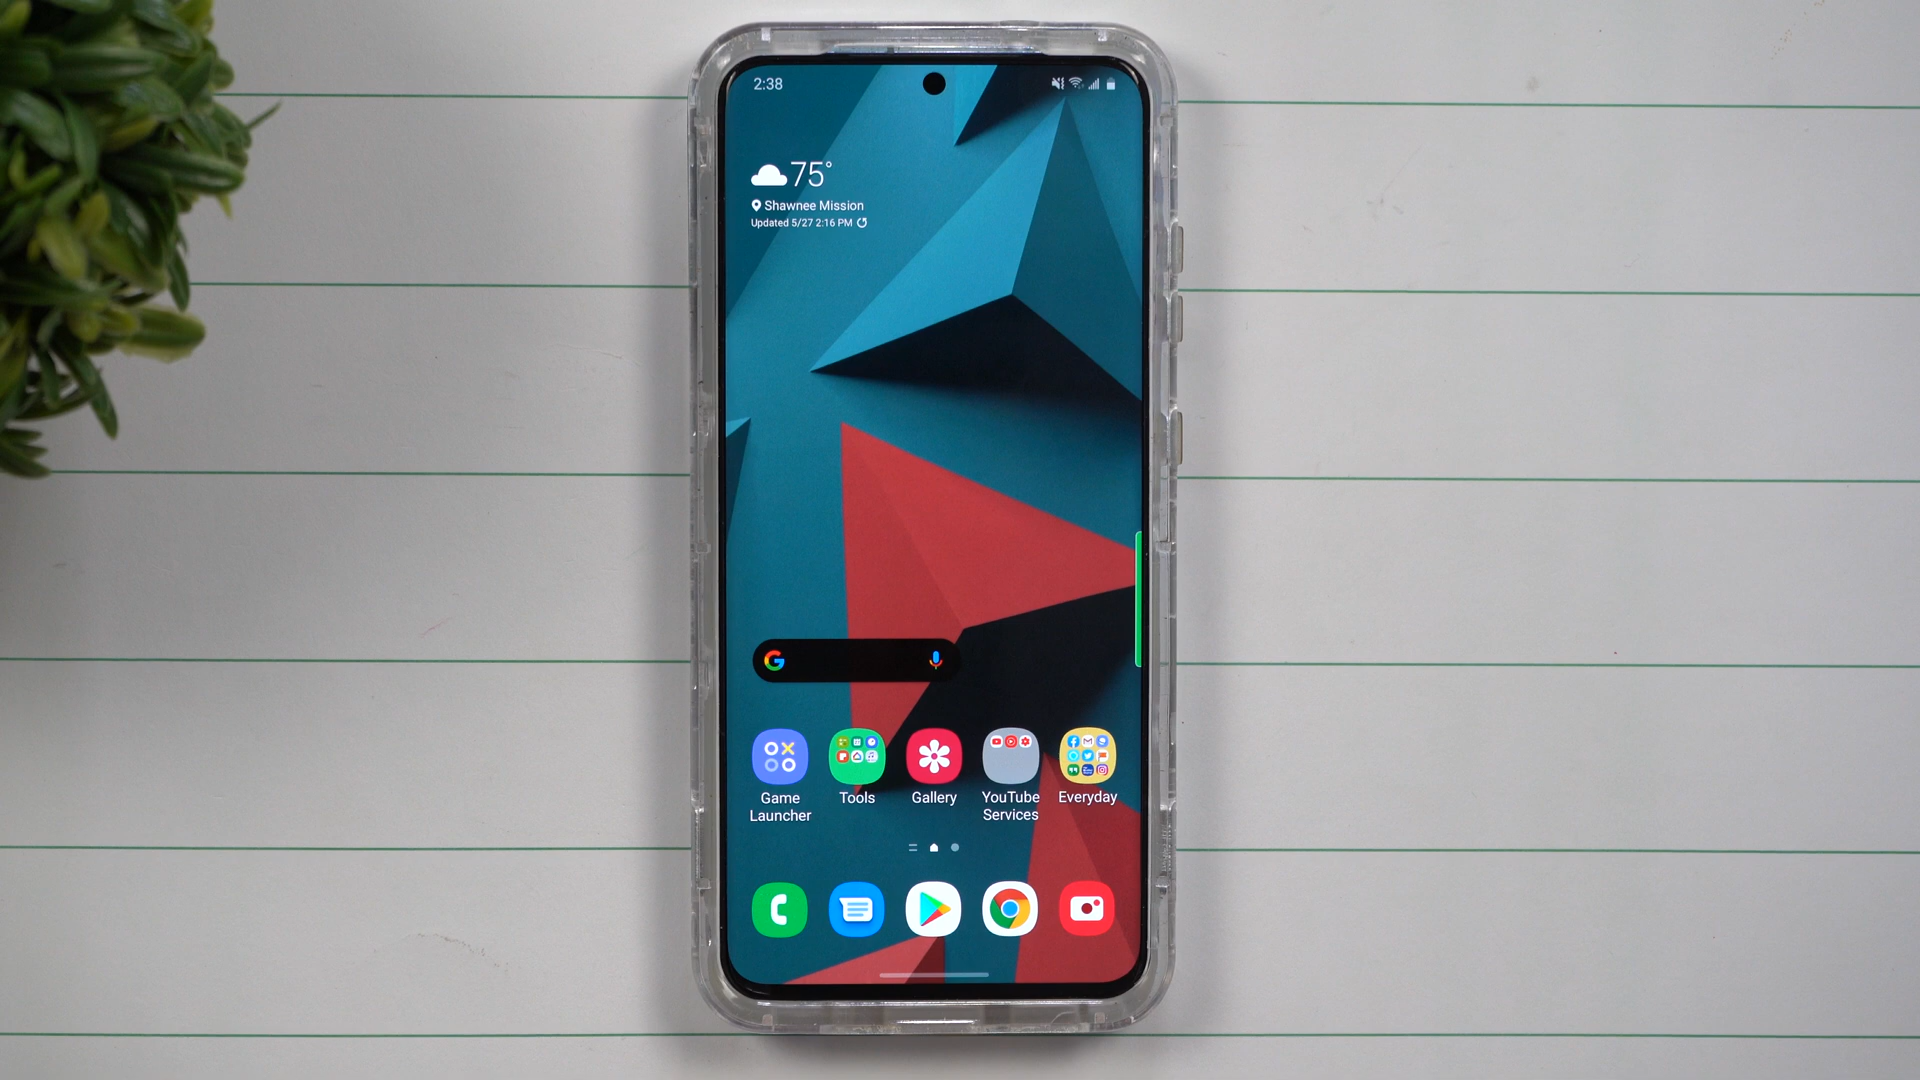 2:38
75°
Shawnee Mission
Updated 5/27 2:16 PM
Game Launcher
Tools
Gallery
YouTube Services
Everyday